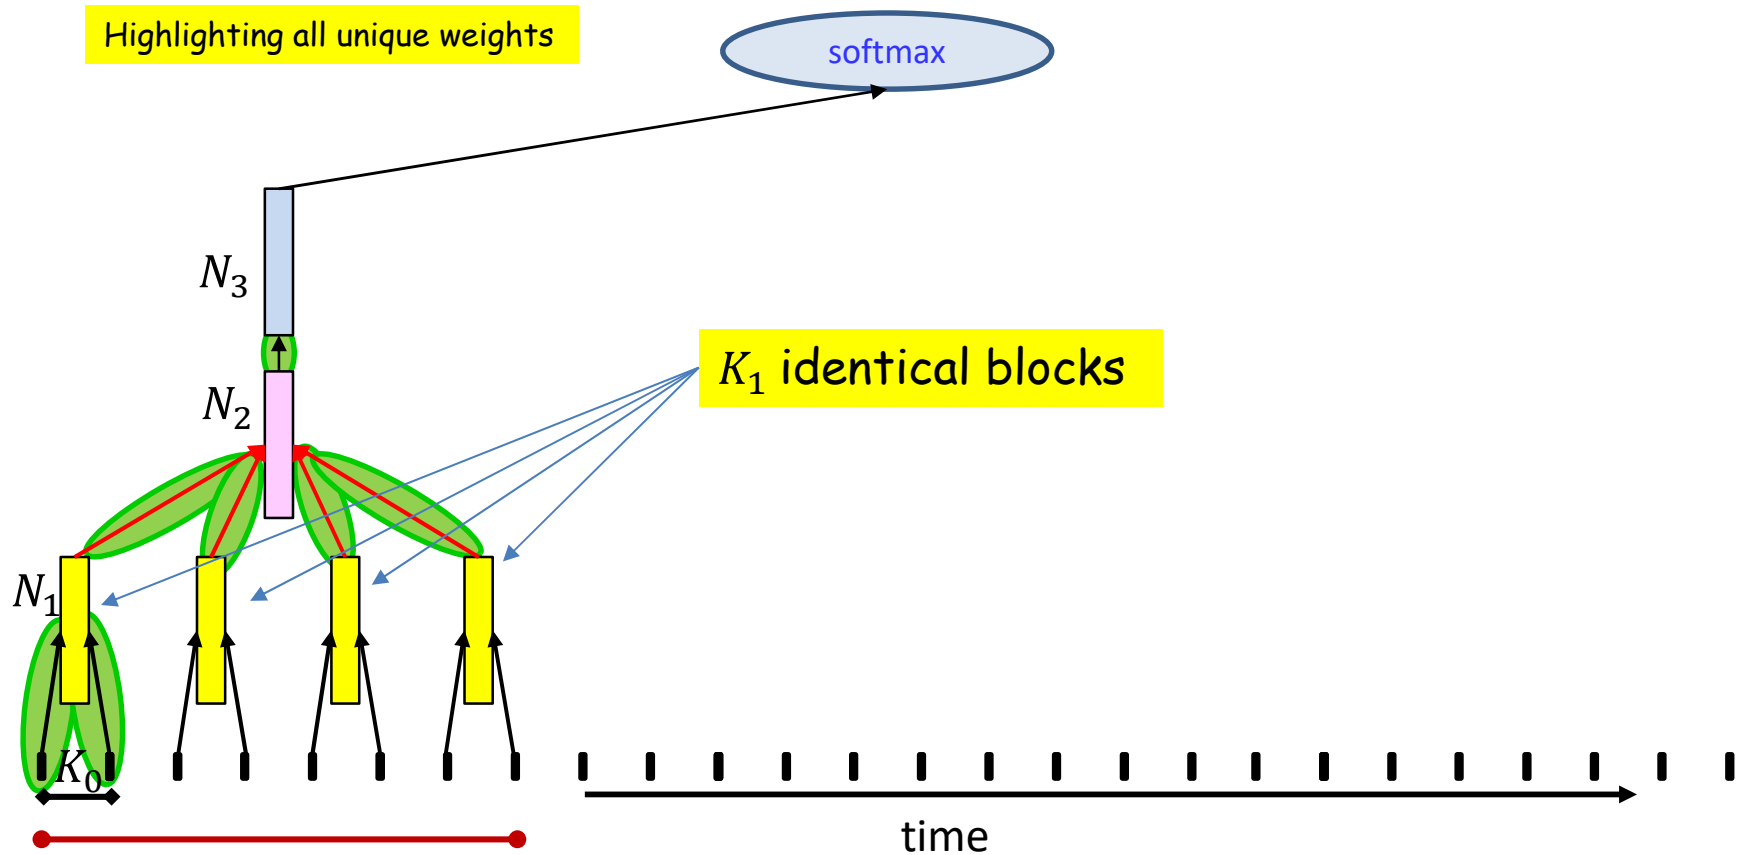 Highlighting all unique weights
softmax
N₃
N₂
K₁ identical blocks
N₁
K₀
time